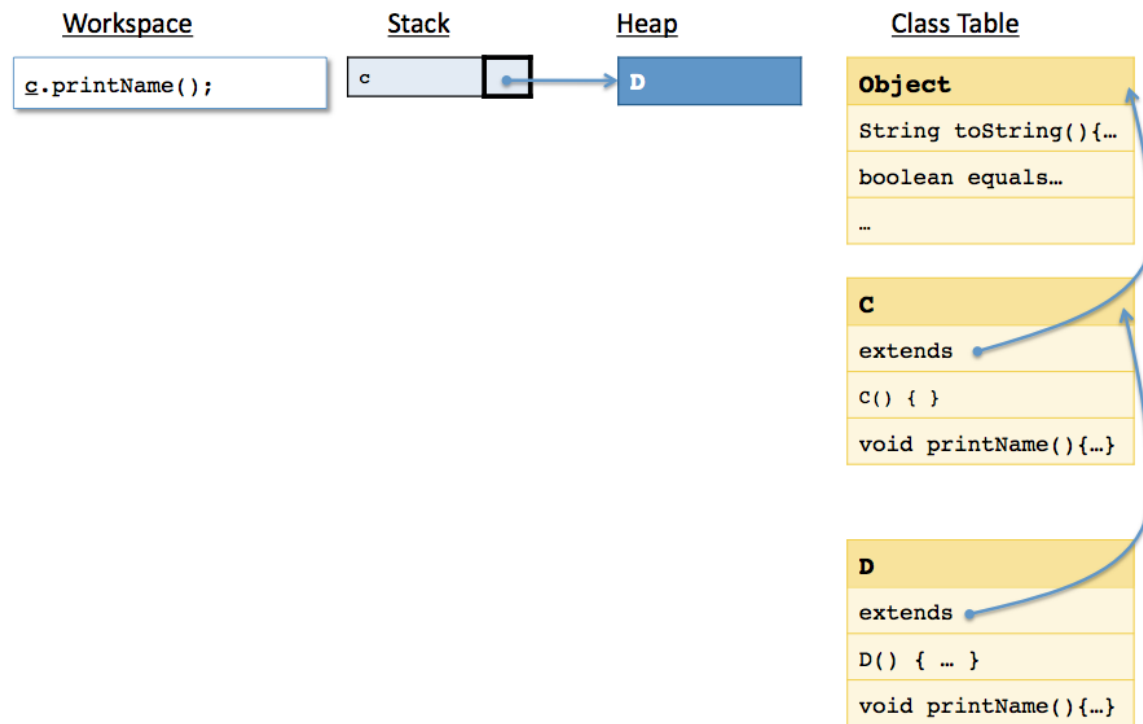 Workspace
Stack
Heap
Class Table
c.printName();
c
D
Object
String toString(){…
boolean equals…
…
C
extends
C() { }
void printName(){…}
D
extends
D() { … }
void printName(){…}